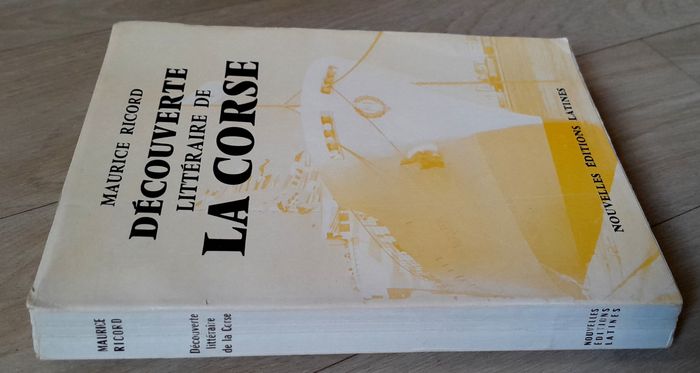 MAURICE RICORD
DÉCOUVERTE
LITTÉRAIRE DE
LA CORSE
NOUVELLES ÉDITIONS LATINES
MAURICE
RICORD
Découverte
littéraire
de la Corse
NOUVELLES
EDITIONS
LATINES